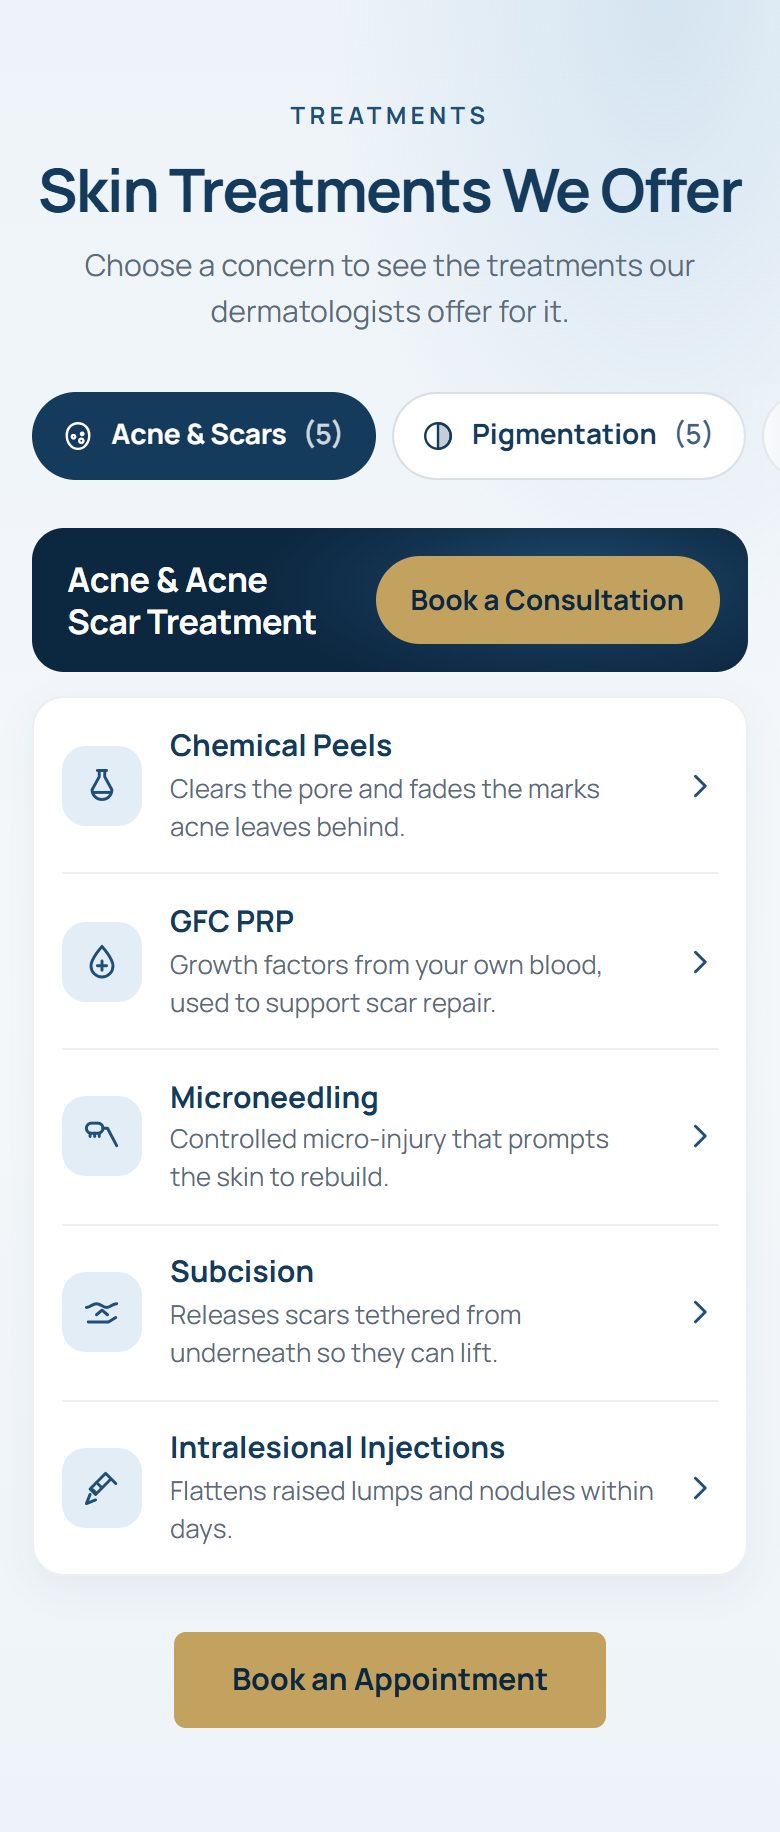 TREATMENTS
Skin Treatments We Offer
Choose a concern to see the treatments our
dermatologists offer for it.
Acne & Scars (5)
Pigmentation (5)
Acne & Acne
Scar Treatment
Book a Consultation
Chemical Peels
Clears the pore and fades the marks
acne leaves behind.
GFC PRP
Growth factors from your own blood,
used to support scar repair.
Microneedling
Controlled micro-injury that prompts
the skin to rebuild.
Subcision
Releases scars tethered from
underneath so they can lift.
Intralesional Injections
Flattens raised lumps and nodules within
days.
Book an Appointment